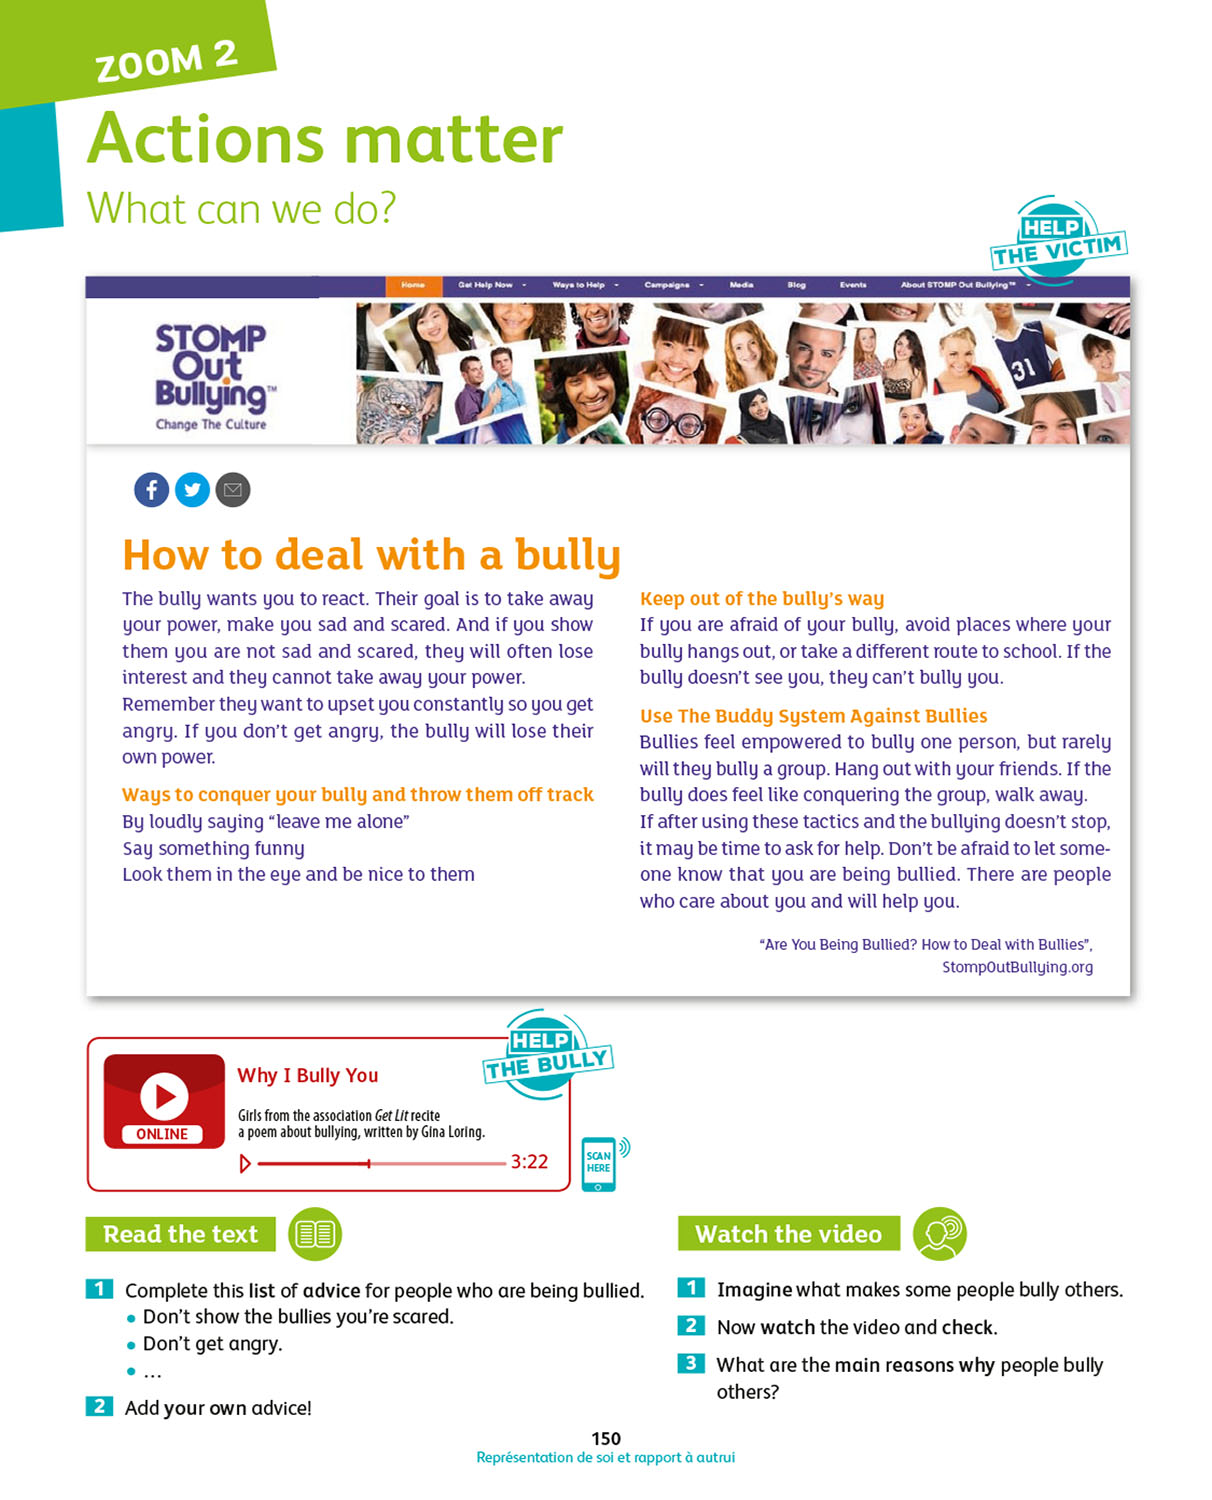 ZOOM 2
Actions matter
What can we do?
HELP
THE VICTIM
Home Get Help Now Ways to Help Campaigns Media Blog Events About STOMP Out Bullying™
STOMP
Out
Bullying™
Change The Culture
31
How to deal with a bully
The bully wants you to react. Their goal is to take away
your power, make you sad and scared. And if you show
them you are not sad and scared, they will often lose
interest and they cannot take away your power.
Remember they want to upset you constantly so you get
angry. If you don't get angry, the bully will lose their
own power.
Ways to conquer your bully and throw them off track
By loudly saying “leave me alone”
Say something funny
Look them in the eye and be nice to them
Keep out of the bully's way
If you are afraid of your bully, avoid places where your
bully hangs out, or take a different route to school. If the
bully doesn't see you, they can't bully you.
Use The Buddy System Against Bullies
Bullies feel empowered to bully one person, but rarely
will they bully a group. Hang out with your friends. If the
bully does feel like conquering the group, walk away.
If after using these tactics and the bullying doesn't stop,
it may be time to ask for help. Don't be afraid to let some-
one know that you are being bullied. There are people
who care about you and will help you.
“Are You Being Bullied? How to Deal with Bullies”,
StompOutBullying.org
HELP
THE BULLY
ONLINE
Why I Bully You
Girls from the association Get Lit recite
a poem about bullying, written by Gina Loring.
3:22
SCAN
HERE
Read the text
1 Complete this list of advice for people who are being bullied.
• Don't show the bullies you're scared.
• Don't get angry.
• ...
2 Add your own advice!
Watch the video
1 Imagine what makes some people bully others.
2 Now watch the video and check.
3 What are the main reasons why people bully
others?
150
Représentation de soi et rapport à autrui